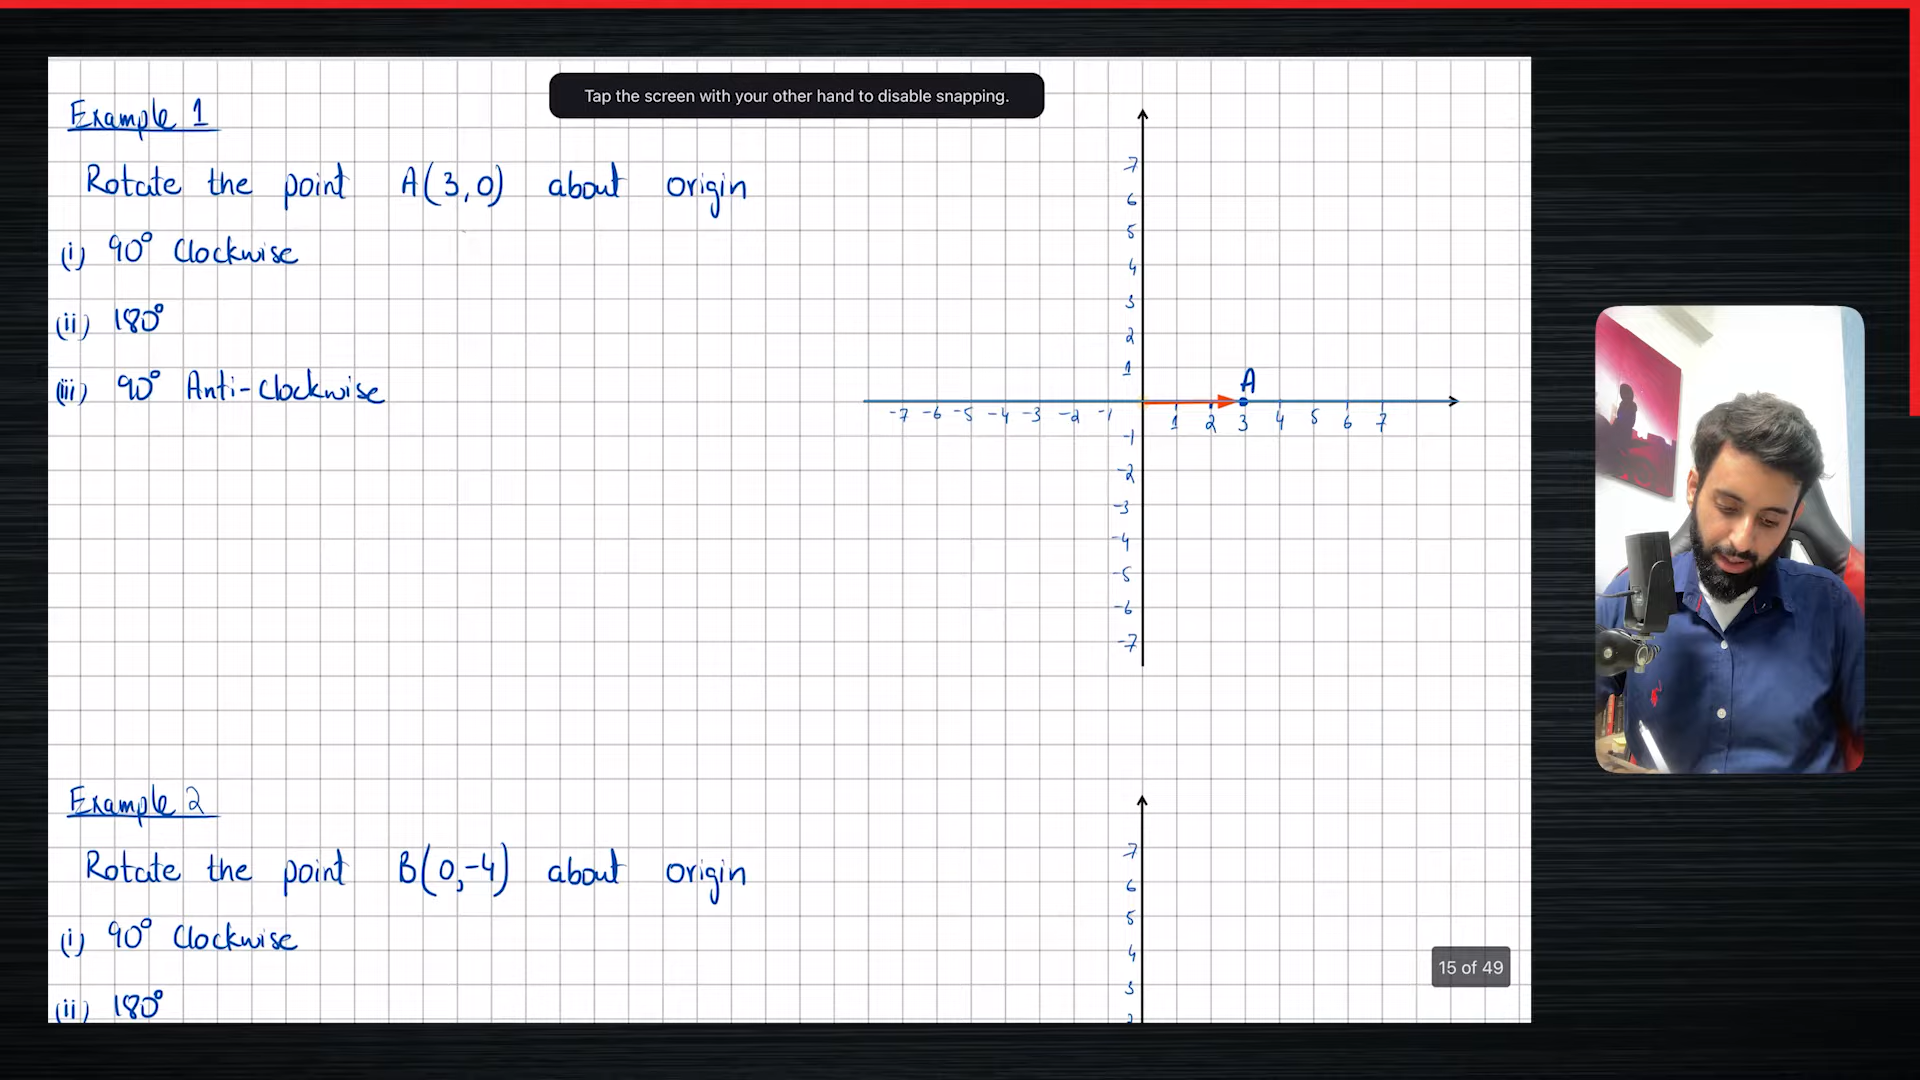 Tap the screen with your other hand to disable snapping.
Example 1
Rotate the point A(3,0) about origin
(i) 90° Clockwise
(ii) 180°
(iii) 90° Anti-clockwise
7
6
5
4
3
2
1
A
-7 -6 -5 -4 -3 -2 -1 1 2 3 4 5 6 7
-1
-2
-3
-4
-5
-6
-7
Example 2
Rotate the point B(0,-4) about origin
(i) 90° Clockwise
(ii) 180°
7
6
5
4
3
2
15 of 49